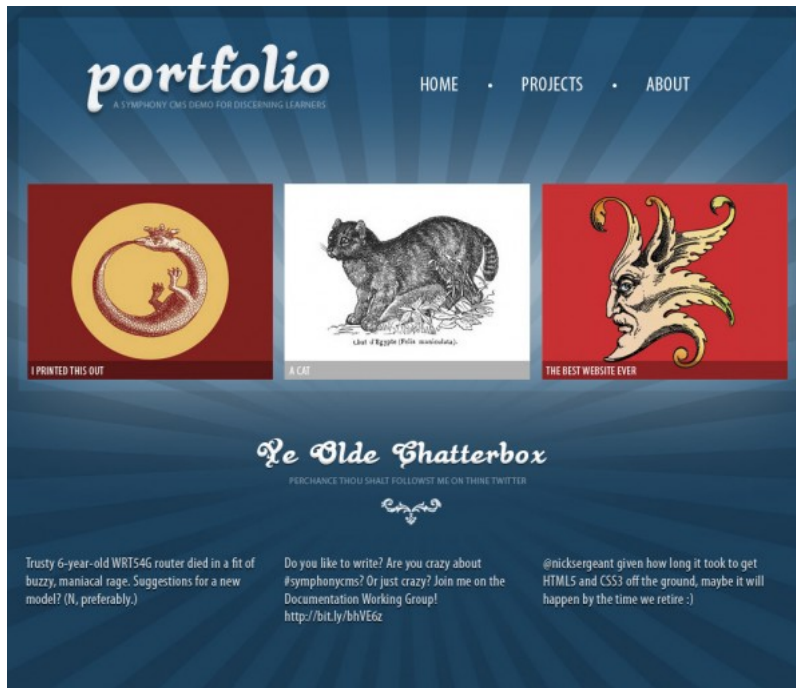 portfolio
A SYMPHONY CMS DEMO FOR DISCERNING LEARNERS
HOME • PROJECTS • ABOUT
Chat d'Egypte (Felis maniculata).
I PRINTED THIS OUT
A CAT
THE BEST WEBSITE EVER
Ye Olde Chatterbox
PERCHANCE THOU SHALT FOLLOWST ME ON THINE TWITTER
Trusty 6-year-old WRT54G router died in a fit of
buzzy, maniacal rage. Suggestions for a new
model? (N, preferably.)
Do you like to write? Are you crazy about
#symphonycms? Or just crazy? Join me on the
Documentation Working Group!
http://bit.ly/bhVE6z
@nicksergeant given how long it took to get
HTML5 and CSS3 off the ground, maybe it will
happen by the time we retire :)